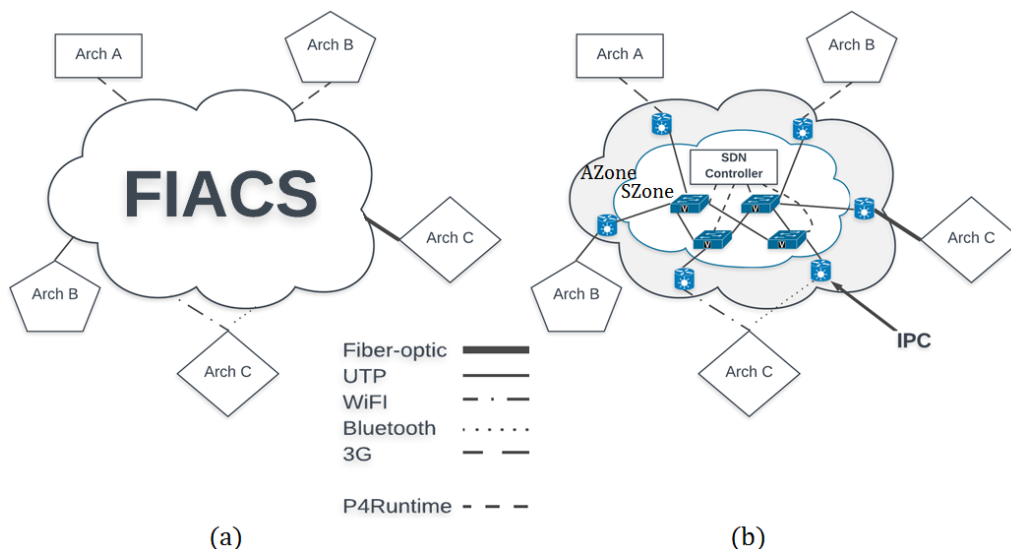 Arch A
Arch B
FIACS
Arch C
Arch B
Arch C
Arch A
Arch B
SDN
Controller
AZone
SZone
V
V
V
V
Arch C
Arch B
IPC
Arch C
Fiber-optic
UTP
WiFI
Bluetooth
3G
P4Runtime
(a)
(b)